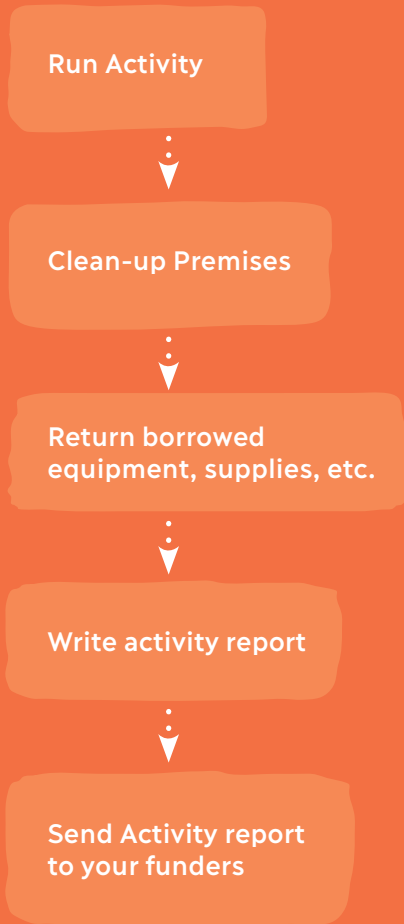 Run Activity
Clean-up Premises
Return borrowed
equipment, supplies, etc.
Write activity report
Send Activity report
to your funders